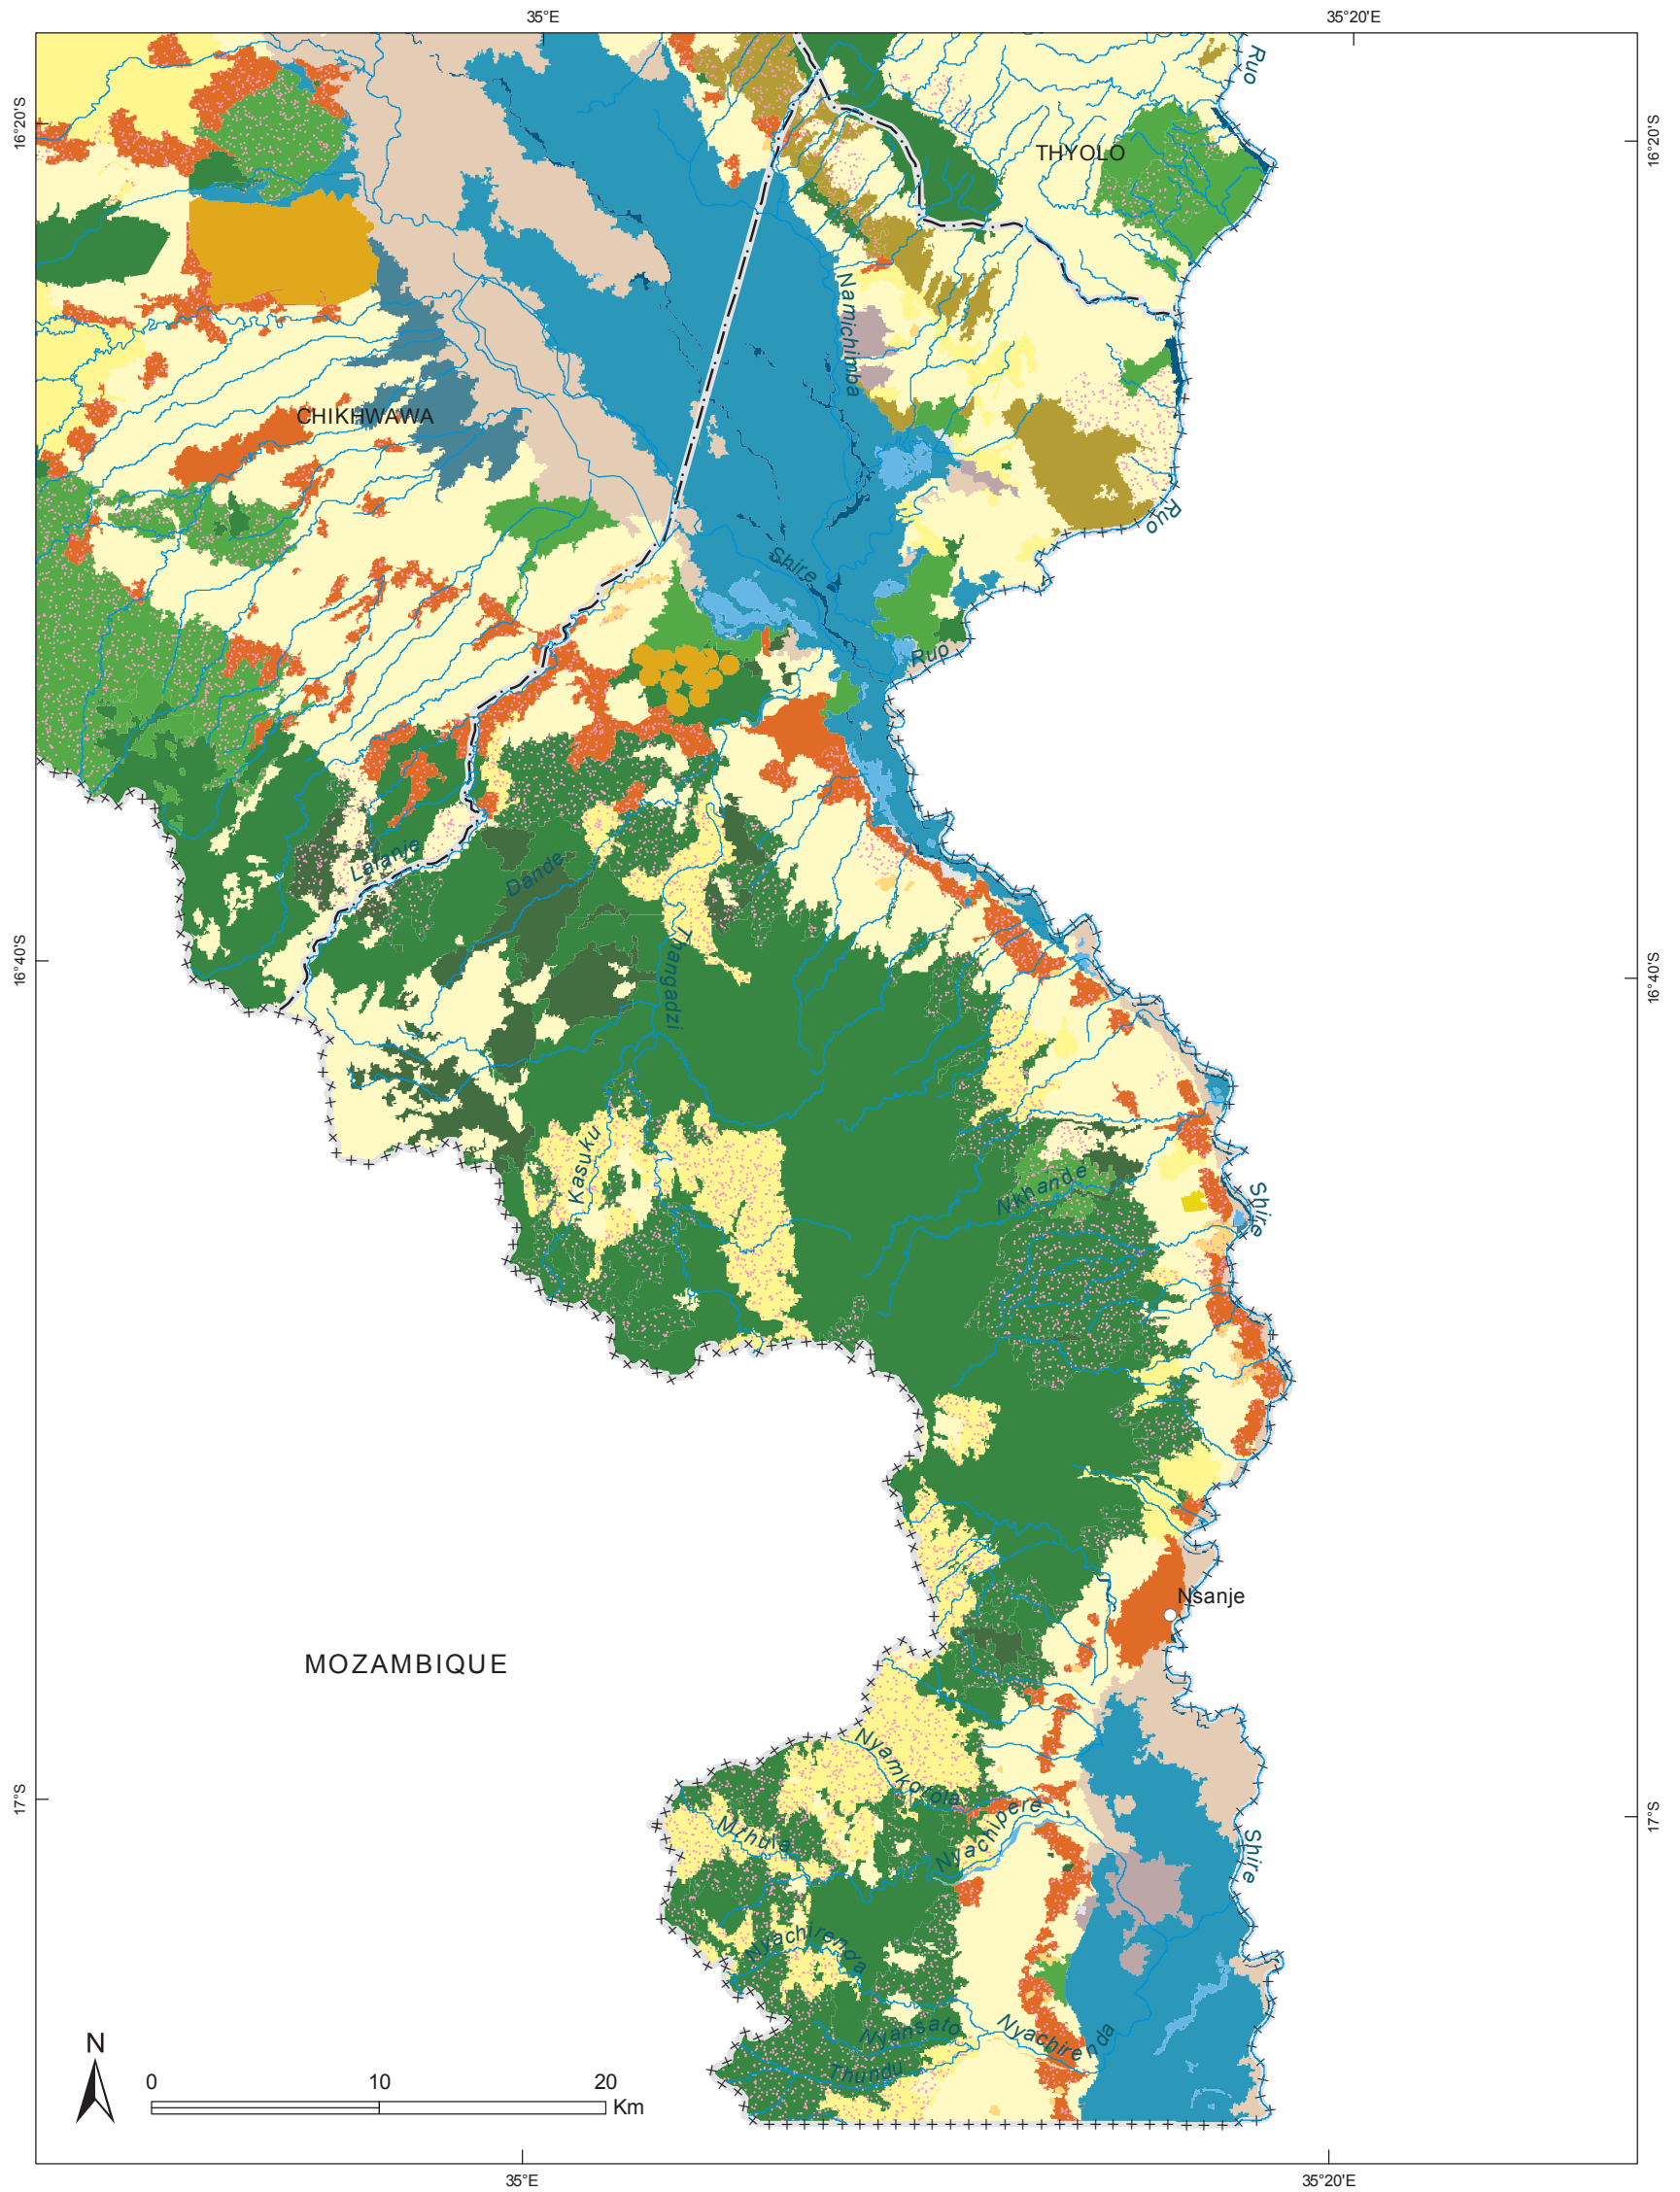 35°E
35°20'E
Ruo
16°20'S
16°20'S
THYOLO
Namichimba
CHIKHWAWA
Ruo
Shire
Ruo
Laranje
Dande
Thangadzi
16°40'S
16°40'S
Kasuku
Nkhande
Shire
Nsanje
MOZAMBIQUE
Nyamkotola
Nyachipere
Mthula
17°S
17°S
Shire
Nyachirenda
Nyansato
Nyachirenda
Thundu
N
0 10 20
Km
35°E
35°20'E